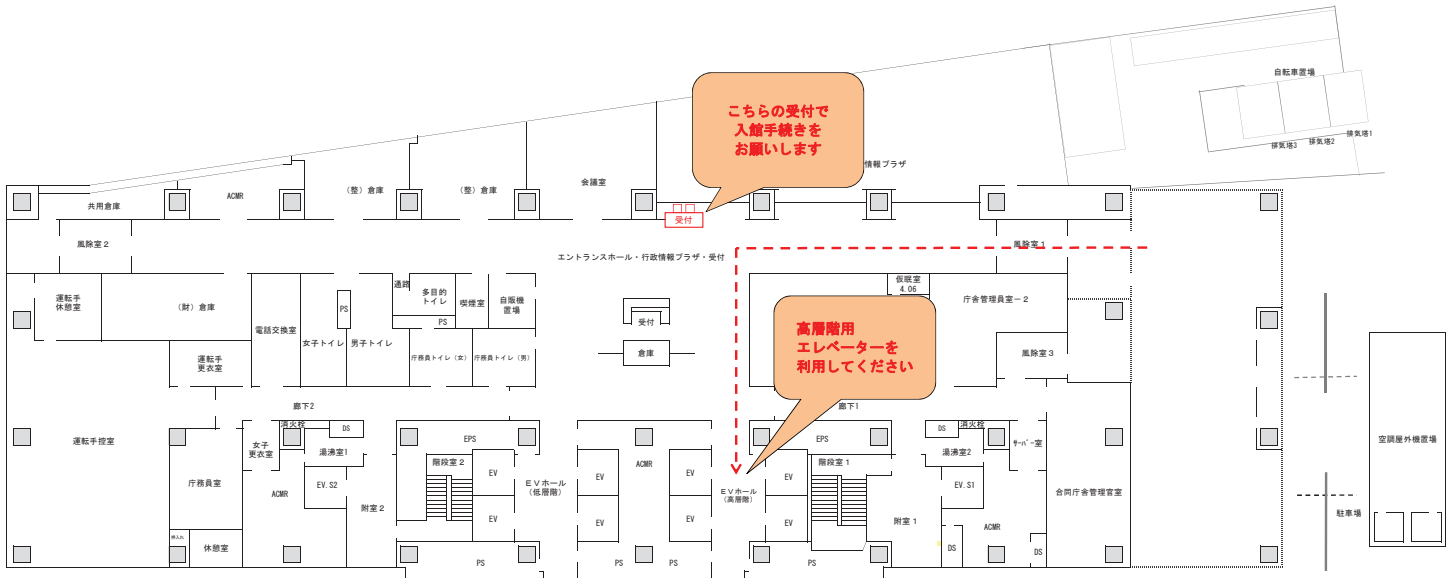 自転車置場
排気塔1
排気塔2
排気塔3
こちらの受付で
入館手続きを
お願いします
情報プラザ
共用倉庫
ACMR
(整)倉庫
(整)倉庫
会議室
受付
風除室2
エントランスホール・行政情報プラザ・受付
風除室1
運転手
休憩室
(財)倉庫
電話交換室
女子トイレ
PS
男子トイレ
通路
多目的
トイレ
PS
喫煙室
自販機
置場
受付
倉庫
仮眠室
4.06
庁舎管理員室-2
高層階用
エレベーターを
利用してください
風除室3
運転手
更衣室
庁務員トイレ(女)
庁務員トイレ(男)
廊下2
廊下1
運転手控室
女子
更衣室
消火栓
DS
湯沸室1
EPS
ACMR
EPS
DS
消火栓
湯沸室2
サーバー室
空調屋外機置場
庁務員室
ACMR
EV.S2
附室2
階段室2
EV
EV
EVホール
(低層階)
EV
EV
EV
EV
EVホール
(高層階)
EV
EV
階段室1
附室1
EV.S1
ACMR
合同庁舎管理官室
駐車場
押入れ
休憩室
PS
PS
PS
PS
DS
DS